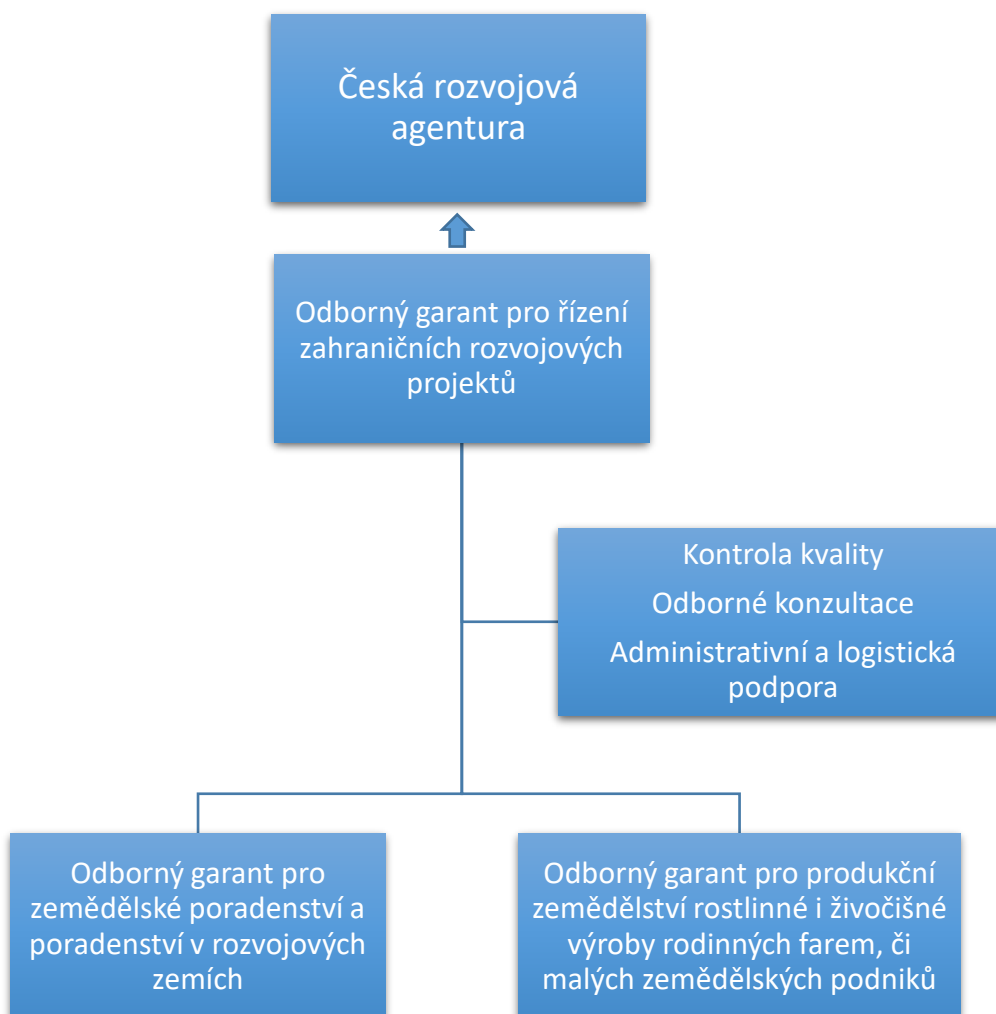 Česká rozvojová
agentura
Odborný garant pro řízení
zahraničních rozvojových
projektů
Kontrola kvality
Odborné konzultace
Administrativní a logistická
podpora
Odborný garant pro
zemědělské poradenství a
poradenství v rozvojových
zemích
Odborný garant pro produkční
zemědělství rostlinné i živočišné
výroby rodinných farem, či
malých zemědělských podniků